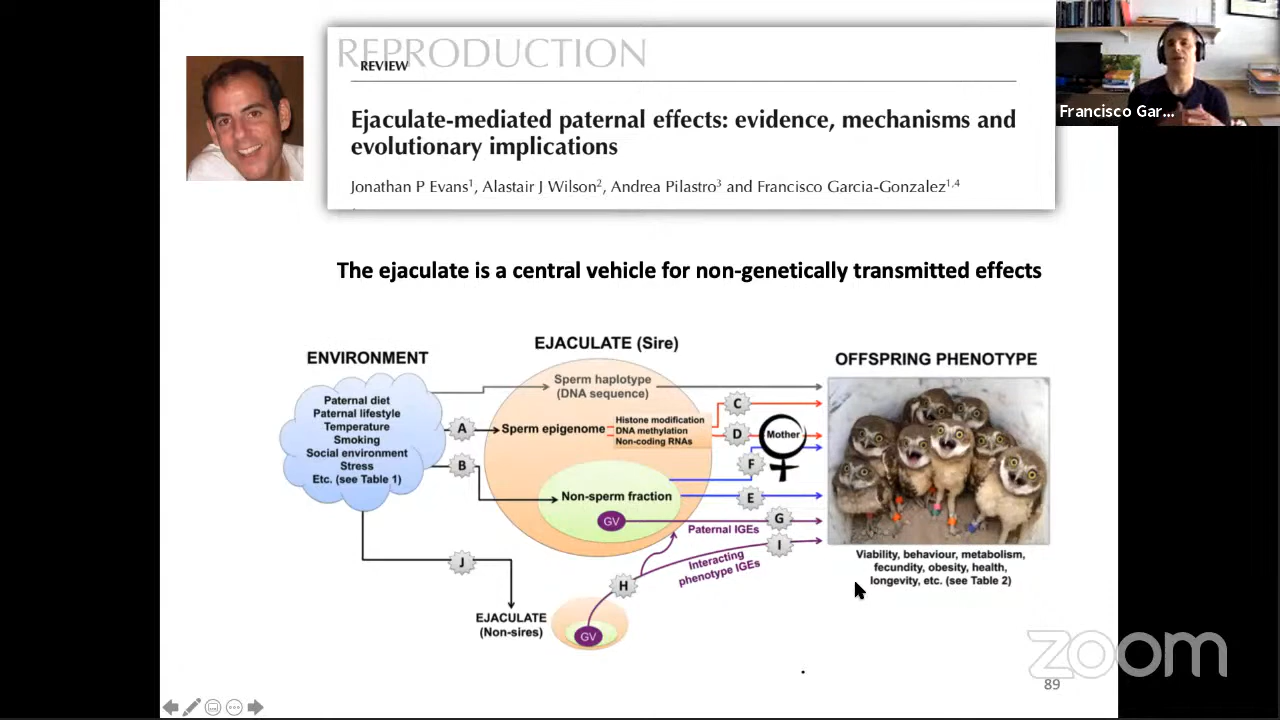 REPRODUCTION
REVIEW
Ejaculate-mediated paternal effects: evidence, mechanisms and
evolutionary implications
Jonathan P Evans1, Alastair J Wilson2, Andrea Pilastro3 and Francisco Garcia-Gonzalez1,4
Francisco Gar...
The ejaculate is a central vehicle for non-genetically transmitted effects
ENVIRONMENT
Paternal diet
Paternal lifestyle
Temperature
Smoking
Social environment
Stress
Etc. (see Table 1)
EJACULATE (Sire)
Sperm haplotype
(DNA sequence)
A
Sperm epigenome
Histone modification
DNA methylation
Non-coding RNAs
B
Non-sperm fraction
GV
C
D
Mother
F
E
G
Paternal IGEs
I
Interacting
phenotype IGEs
H
J
EJACULATE
(Non-sires)
GV
OFFSPRING PHENOTYPE
Viability, behaviour, metabolism,
fecundity, obesity, health,
longevity, etc. (see Table 2)
zoom
89